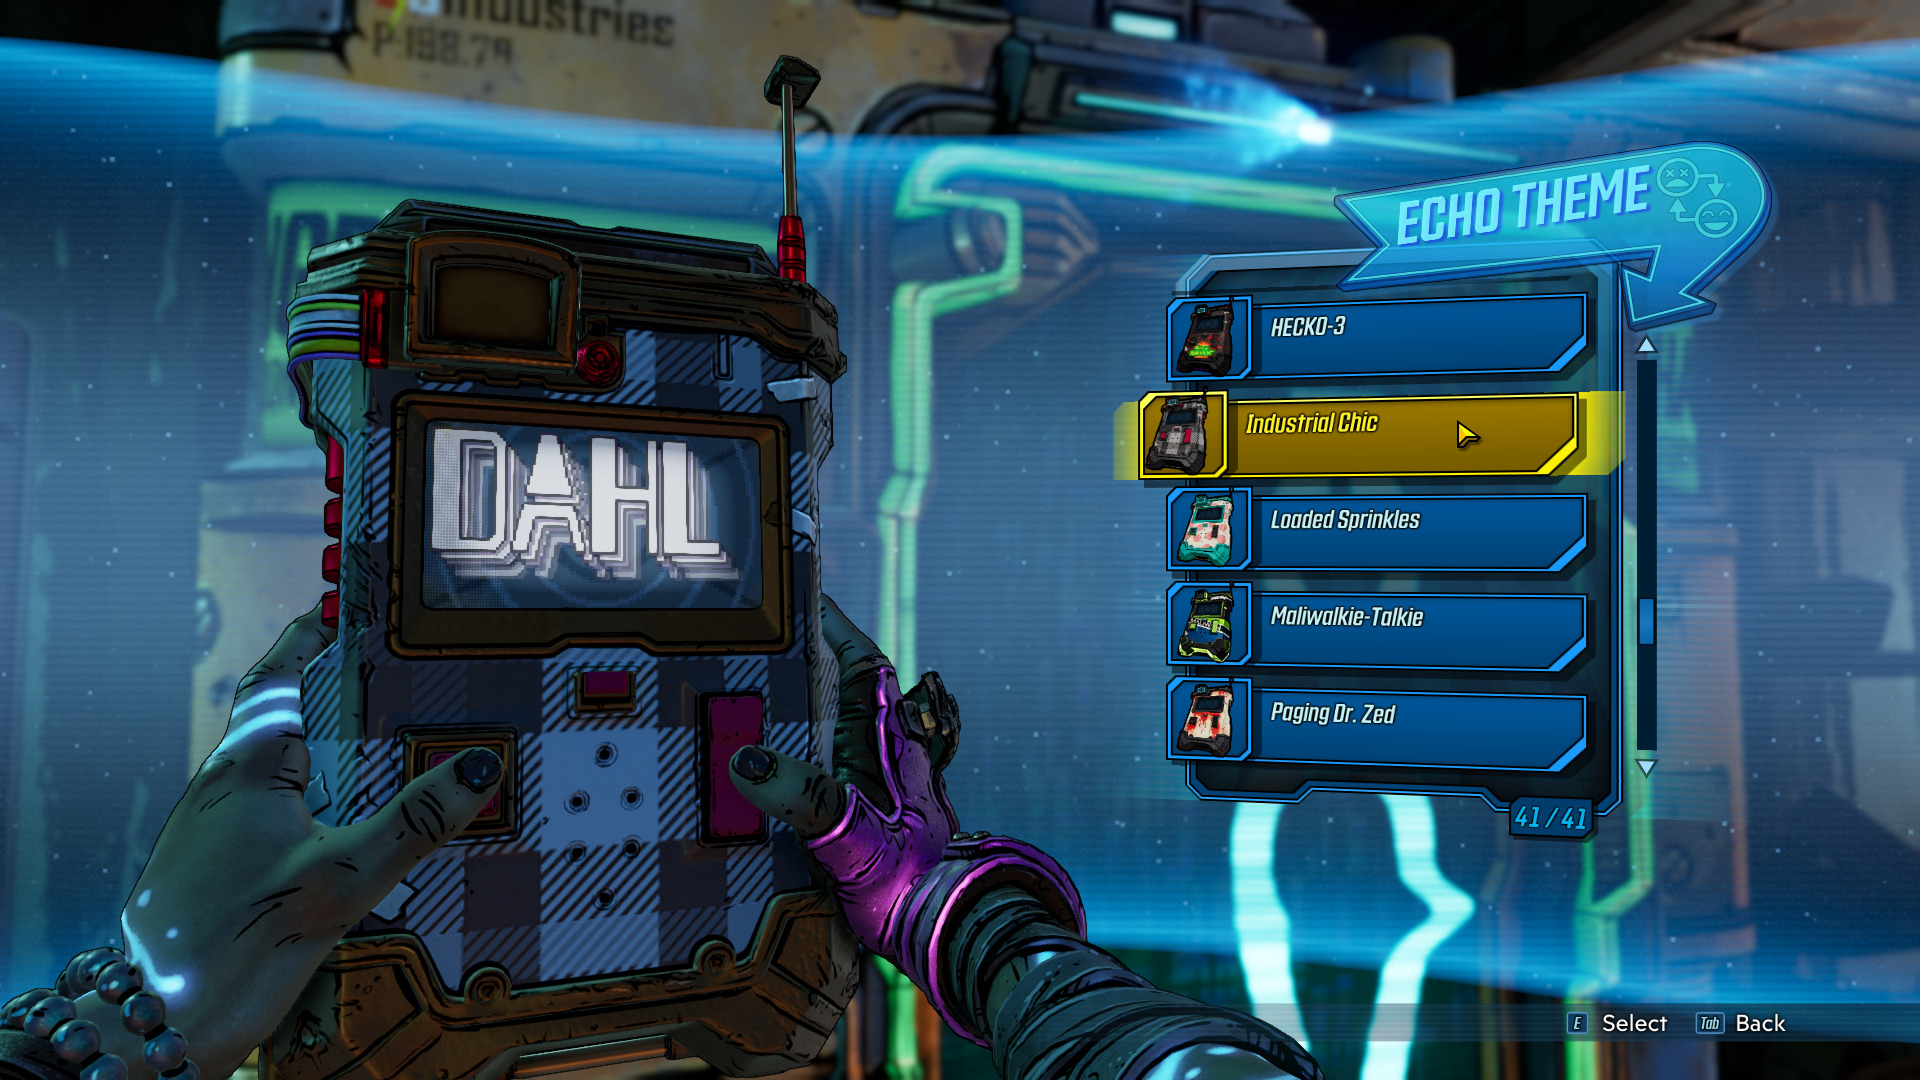 ndustries
P-198.79
ECHO THEME
HECKO-3
Industrial Chic
Loaded Sprinkles
Maliwalkie-Talkie
Paging Dr. Zed
41/41
DAHL
E Select Tab Back